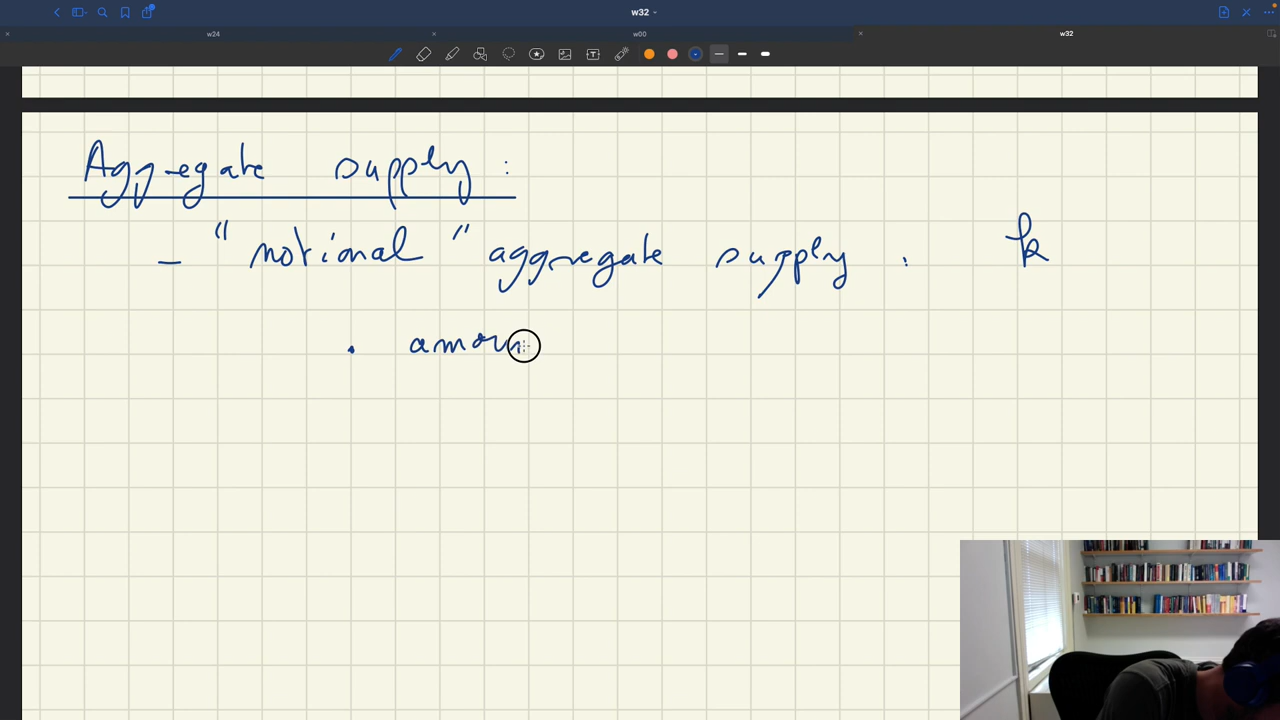 w32
w24 w00 w32
Aggregate supply :
- "notional" aggregate supply : k
. amoun